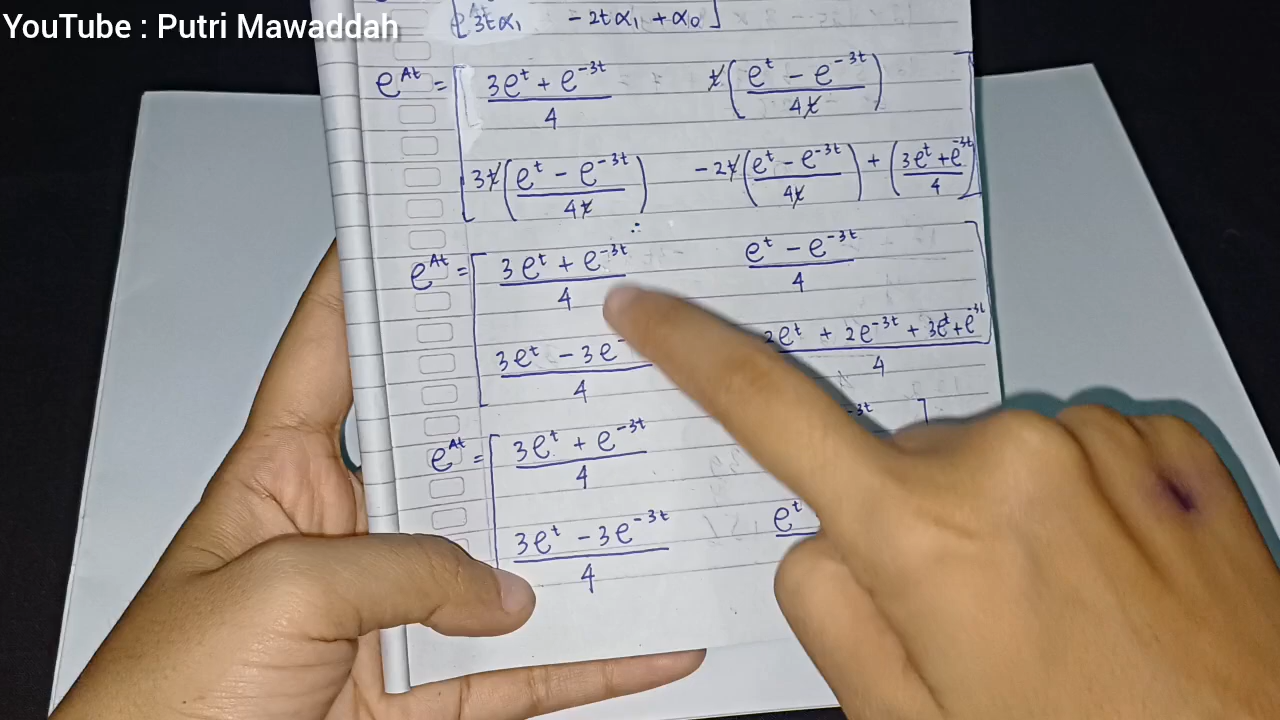 YouTube : Putri Mawaddah
3tα₁ -2tα₁ + α₀]
e^{At} = [ (3e^t + e^{-3t})/4 t((e^t - e^{-3t})/4t)
3t((e^t - e^{-3t})/4t) -2t((e^t - e^{-3t})/4t) + ((3e^t + e^{-3t})/4) ]
∴
e^{At} = [ (3e^t + e^{-3t})/4 (e^t - e^{-3t})/4
3e^t - 3e^- /4 2e^t + 2e^{-3t} + 3e^t + e^{-3t} /4 ]
e^{At} = [ (3e^t + e^{-3t})/4 -3t ]
(3e^t - 3e^{-3t})/4 e^t